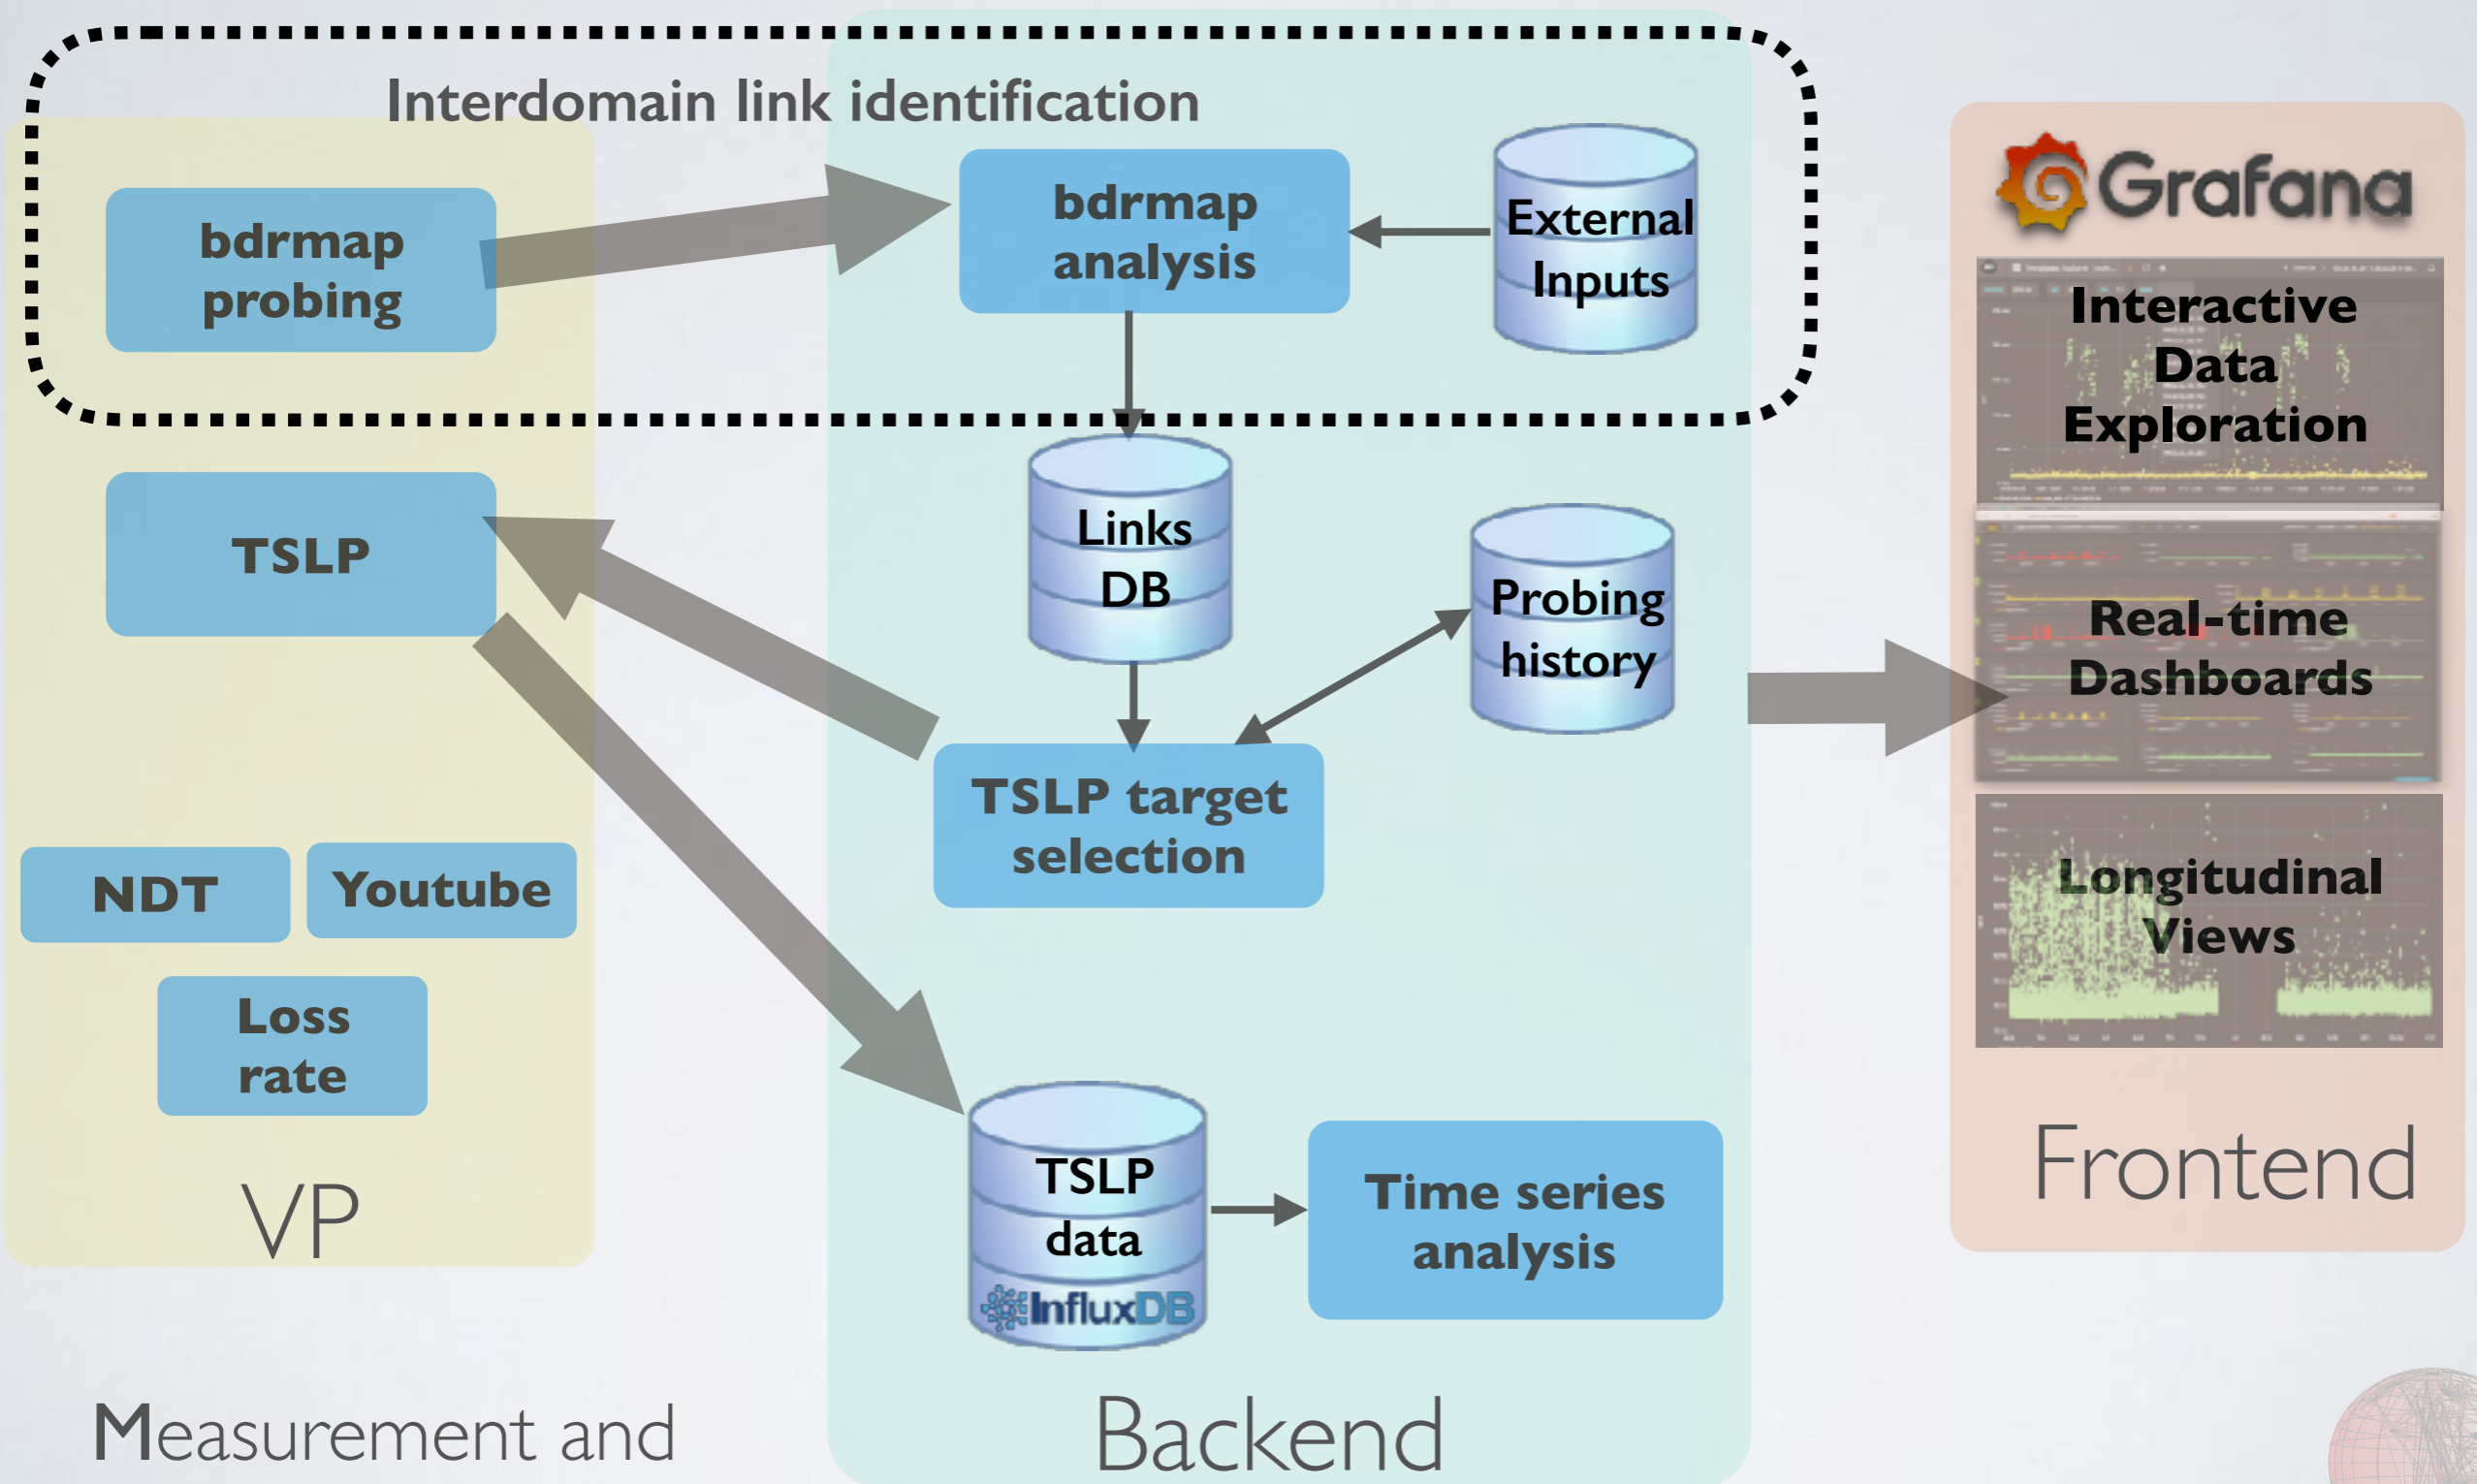 Interdomain link identification
bdrmap
probing
bdrmap
analysis
External
Inputs
TSLP
Links
DB
Probing
history
TSLP target
selection
NDT
Youtube
Loss
rate
VP
TSLP
data
InfluxDB
Time series
analysis
Backend
Measurement and
Grafana
Interactive
Data
Exploration
Real-time
Dashboards
Longitudinal
Views
Frontend